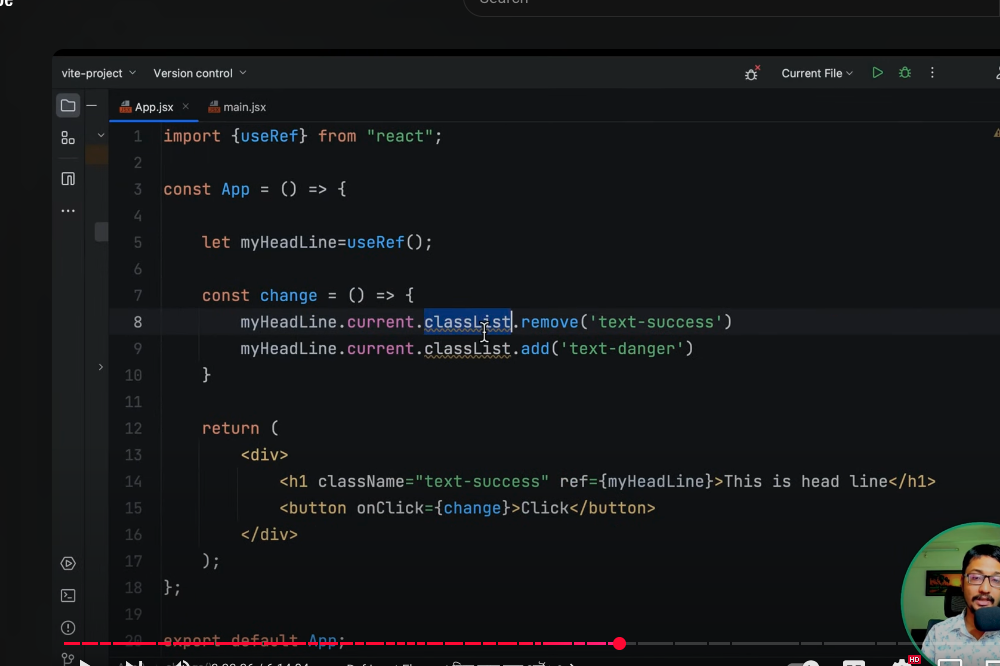 Search
vite-project Version control Current File
App.jsx main.jsx
1 import {useRef} from "react";
2
3 const App = () => {
4
5 let myHeadLine=useRef();
6
7 const change = () => {
8 myHeadLine.current.classList.remove('text-success')
9 myHeadLine.current.classList.add('text-danger')
10 }
11
12 return (
13 <div>
14 <h1 className="text-success" ref={myHeadLine}>This is head line</h1>
15 <button onClick={change}>Click</button>
16 </div>
17 );
18 };
19
20 export default App;
HD